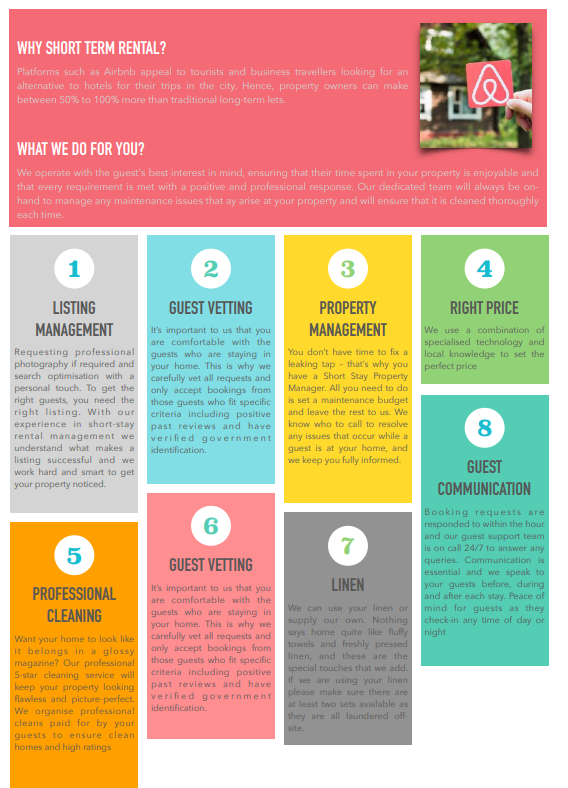 WHY SHORT TERM RENTAL?
Platforms such as Airbnb appeal to tourists and business travellers looking for an
alternative to hotels for their trips in the city. Hence, property owners can make
between 50% to 100% more than traditional long-term lets.
WHAT WE DO FOR YOU?
We operate with the guest's best interest in mind, ensuring that their time spent in your property is enjoyable and
that every requirement is met with a positive and professional response. Our dedicated team will always be on-
hand to manage any maintenance issues that ay arise at your property and will ensure that it is cleaned thoroughly
each time.
1
LISTING
MANAGEMENT
Requesting professional
photography if required and
search optimisation with a
personal touch. To get the
right guests, you need the
right listing. With our
experience in short-stay
rental management we
understand what makes a
listing successful and we
work hard and smart to get
your property noticed.
2
GUEST VETTING
It's important to us that you
are comfortable with the
guests who are staying in
your home. This is why we
carefully vet all requests and
only accept bookings from
those guests who fit specific
criteria including positive
past reviews and have
verified government
identification.
3
PROPERTY
MANAGEMENT
You don't have time to fix a
leaking tap – that's why you
have a Short Stay Property
Manager. All you need to do
is set a maintenance budget
and leave the rest to us. We
know who to call to resolve
any issues that occur while a
guest is at your home, and
we keep you fully informed.
4
RIGHT PRICE
We use a combination of
specialised technology and
local knowledge to set the
perfect price
5
PROFESSIONAL
CLEANING
Want your home to look like
it belongs in a glossy
magazine? Our professional
5-star cleaning service will
keep your property looking
flawless and picture-perfect.
We organise professional
cleans paid for by your
guests to ensure clean
homes and high ratings
6
GUEST VETTING
It's important to us that you
are comfortable with the
guests who are staying in
your home. This is why we
carefully vet all requests and
only accept bookings from
those guests who fit specific
criteria including positive
past reviews and have
verified government
identification.
7
LINEN
We can use your linen or
supply our own. Nothing
says home quite like fluffy
towels and freshly pressed
linen, and these are the
special touches that we add.
If we are using your linen
please make sure there are
at least two sets available as
they are all laundered off-
site.
8
GUEST
COMMUNICATION
Booking requests are
responded to within the hour
and our guest support team
is on call 24/7 to answer any
queries. Communication is
essential and we speak to
your guests before, during
and after each stay. Peace of
mind for guests as they
check-in any time of day or
night